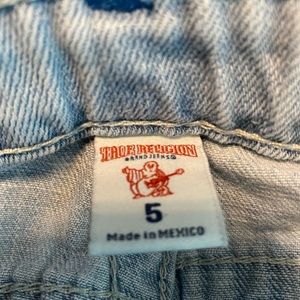 TRUE RELIGION
BRAND JEANS
5
Made in MEXICO